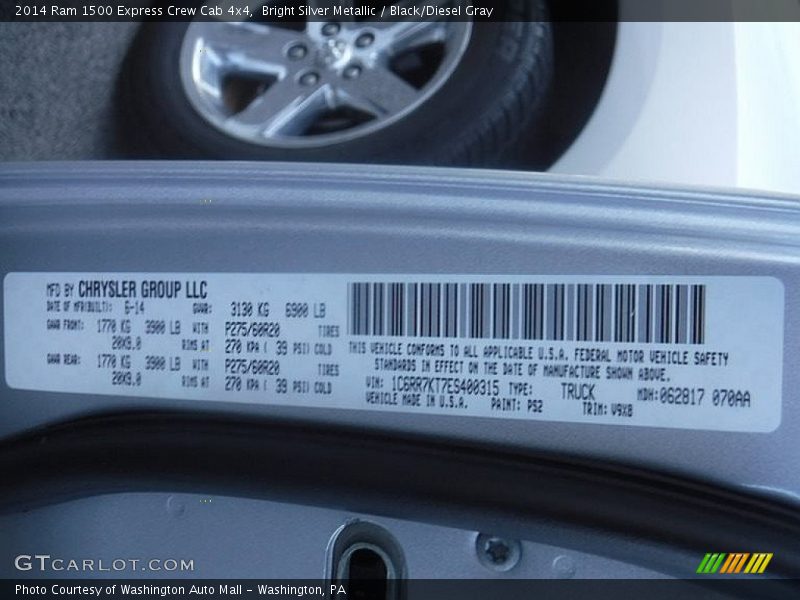 2014 Ram 1500 Express Crew Cab 4x4, Bright Silver Metallic / Black/Diesel Gray
MFD BY CHRYSLER GROUP LLC
DATE OF MFR(BUILT): 6-14 GVWR: 3130 KG 6900 LB
GAWR FRONT: 1770 KG 3900 LB WITH P275/60R20 TIRES
20X9.0 RIMS AT 270 KPA ( 39 PSI) COLD
GAWR REAR: 1770 KG 3900 LB WITH P275/60R20 TIRES
20X9.0 RIMS AT 270 KPA ( 39 PSI) COLD
THIS VEHICLE CONFORMS TO ALL APPLICABLE U.S.A. FEDERAL MOTOR VEHICLE SAFETY
STANDARDS IN EFFECT ON THE DATE OF MANUFACTURE SHOWN ABOVE.
VIN: 1C6RR7KT7ES400315 TYPE: TRUCK MDH:062817 070AA
VEHICLE MADE IN U.S.A. PAINT: PS2 TRIM: V9X8
GTCARLOT.COM
Photo Courtesy of Washington Auto Mall - Washington, PA